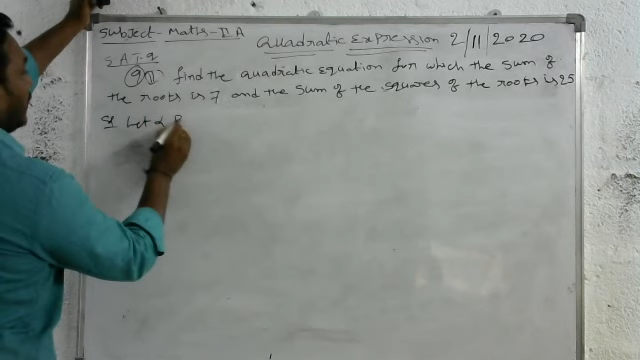 Subject - Maths - II A
Quadratic Expression 2/11/2020
find the quadratic Equation for which the sum of
the roots is 7 and the sum of the squares of the roots is 25
Sol Let α β